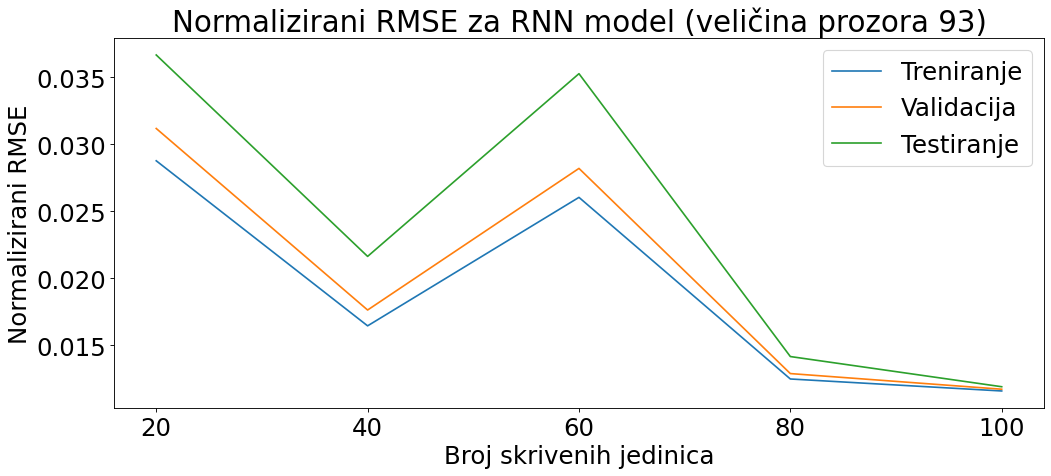 Normalizirani RMSE za RNN model (veličina prozora 93)
Normalizirani RMSE
0.035
0.030
0.025
0.020
0.015
Treniranje
Validacija
Testiranje
20 40 60 80 100
Broj skrivenih jedinica